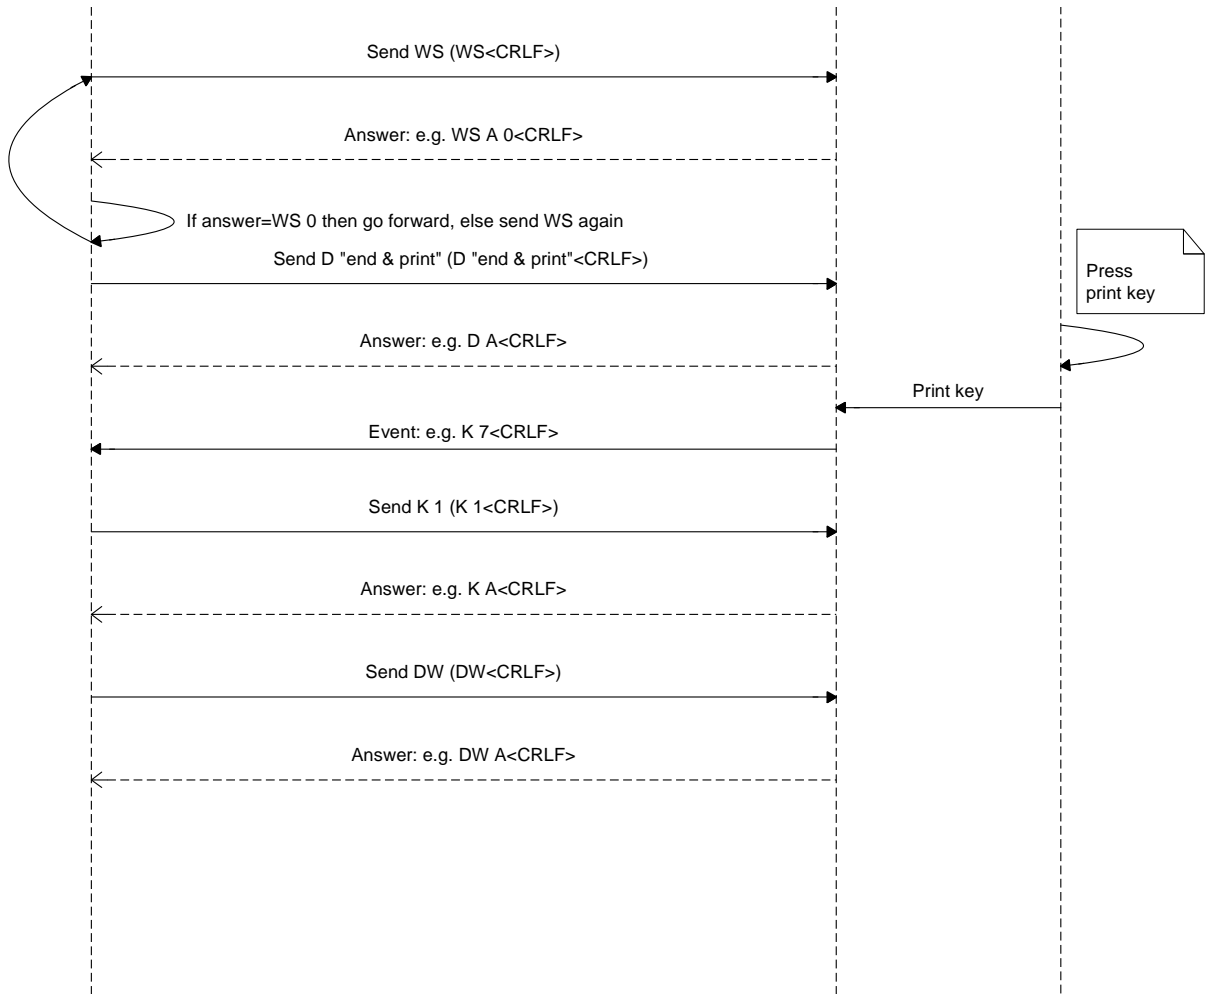 Send WS (WS<CRLF>)
Answer: e.g. WS A 0<CRLF>
If answer=WS 0 then go forward, else send WS again
Send D "end & print" (D "end & print"<CRLF>)
Press
print key
Answer: e.g. D A<CRLF>
Print key
Event: e.g. K 7<CRLF>
Send K 1 (K 1<CRLF>)
Answer: e.g. K A<CRLF>
Send DW (DW<CRLF>)
Answer: e.g. DW A<CRLF>